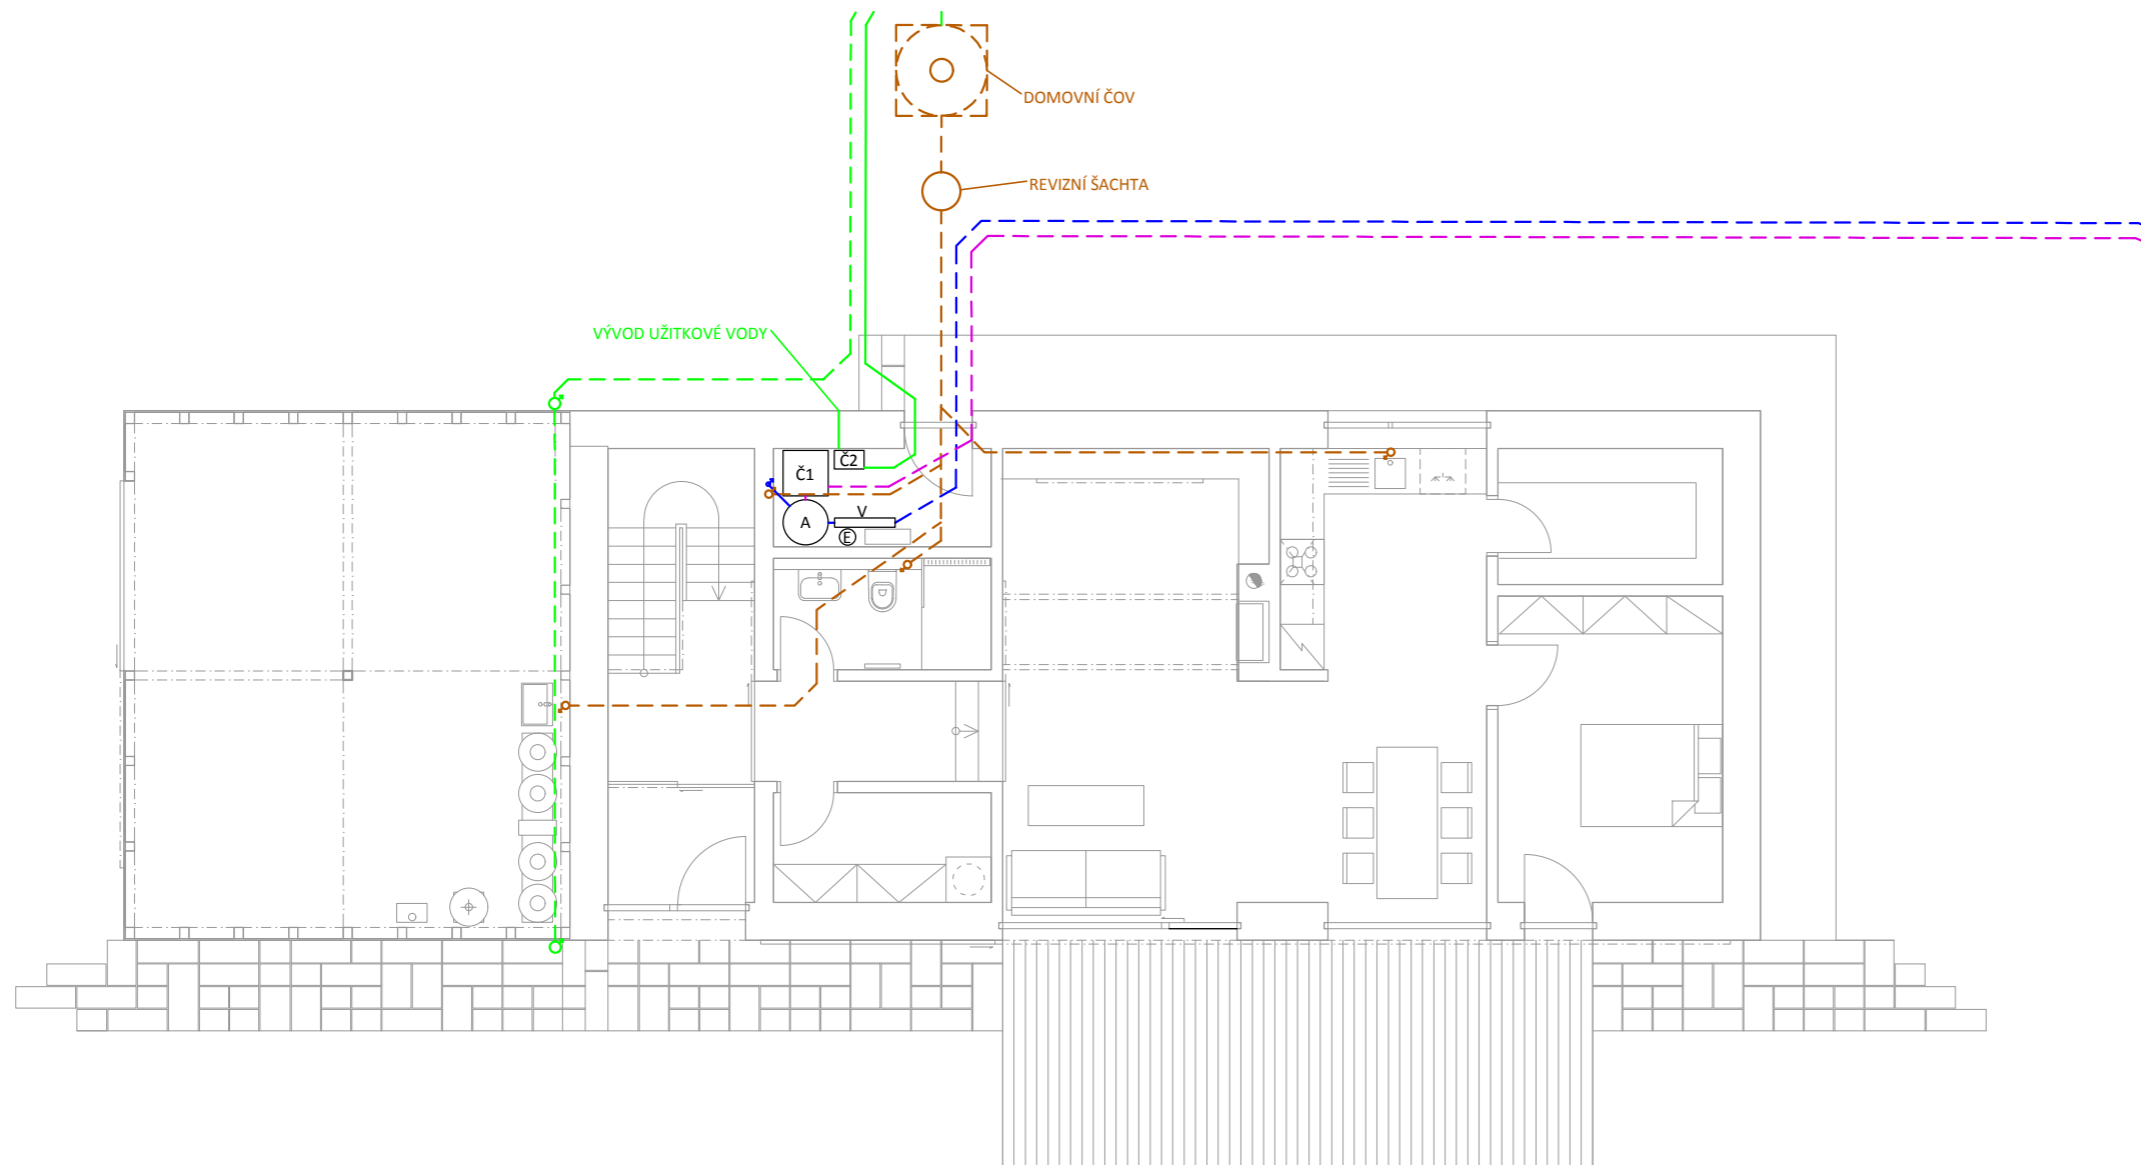 DOMOVNÍ ČOV
REVIZNÍ ŠACHTA
VÝVOD UŽITKOVÉ VODY
Č2
Č1
V
A
E